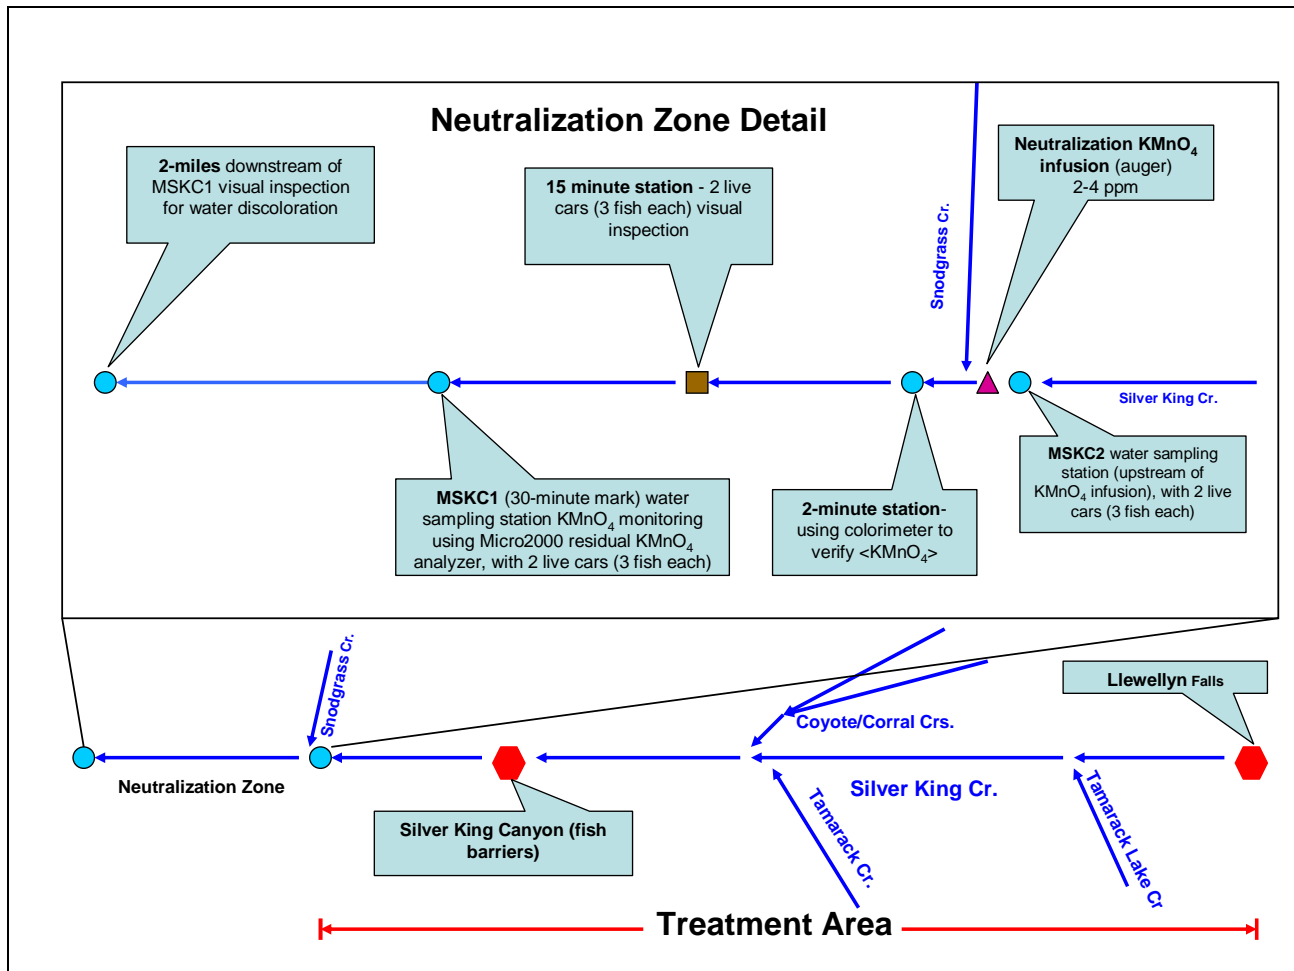 Neutralization Zone Detail
2-miles downstream of
MSKC1 visual inspection
for water discoloration
15 minute station - 2 live
cars (3 fish each) visual
inspection
Neutralization KMnO₄
infusion (auger)
2-4 ppm
Snodgrass Cr.
Silver King Cr.
MSKC1 (30-minute mark) water
sampling station KMnO₄ monitoring
using Micro2000 residual KMnO₄
analyzer, with 2 live cars (3 fish each)
2-minute station-
using colorimeter to
verify <KMnO₄>
MSKC2 water sampling
station (upstream of
KMnO₄ infusion), with 2 live
cars (3 fish each)
Snodgrass Cr.
Neutralization Zone
Silver King Canyon (fish
barriers)
Coyote/Corral Crs.
Tamarack Cr.
Silver King Cr.
Tamarack Lake Cr
Llewellyn Falls
Treatment Area